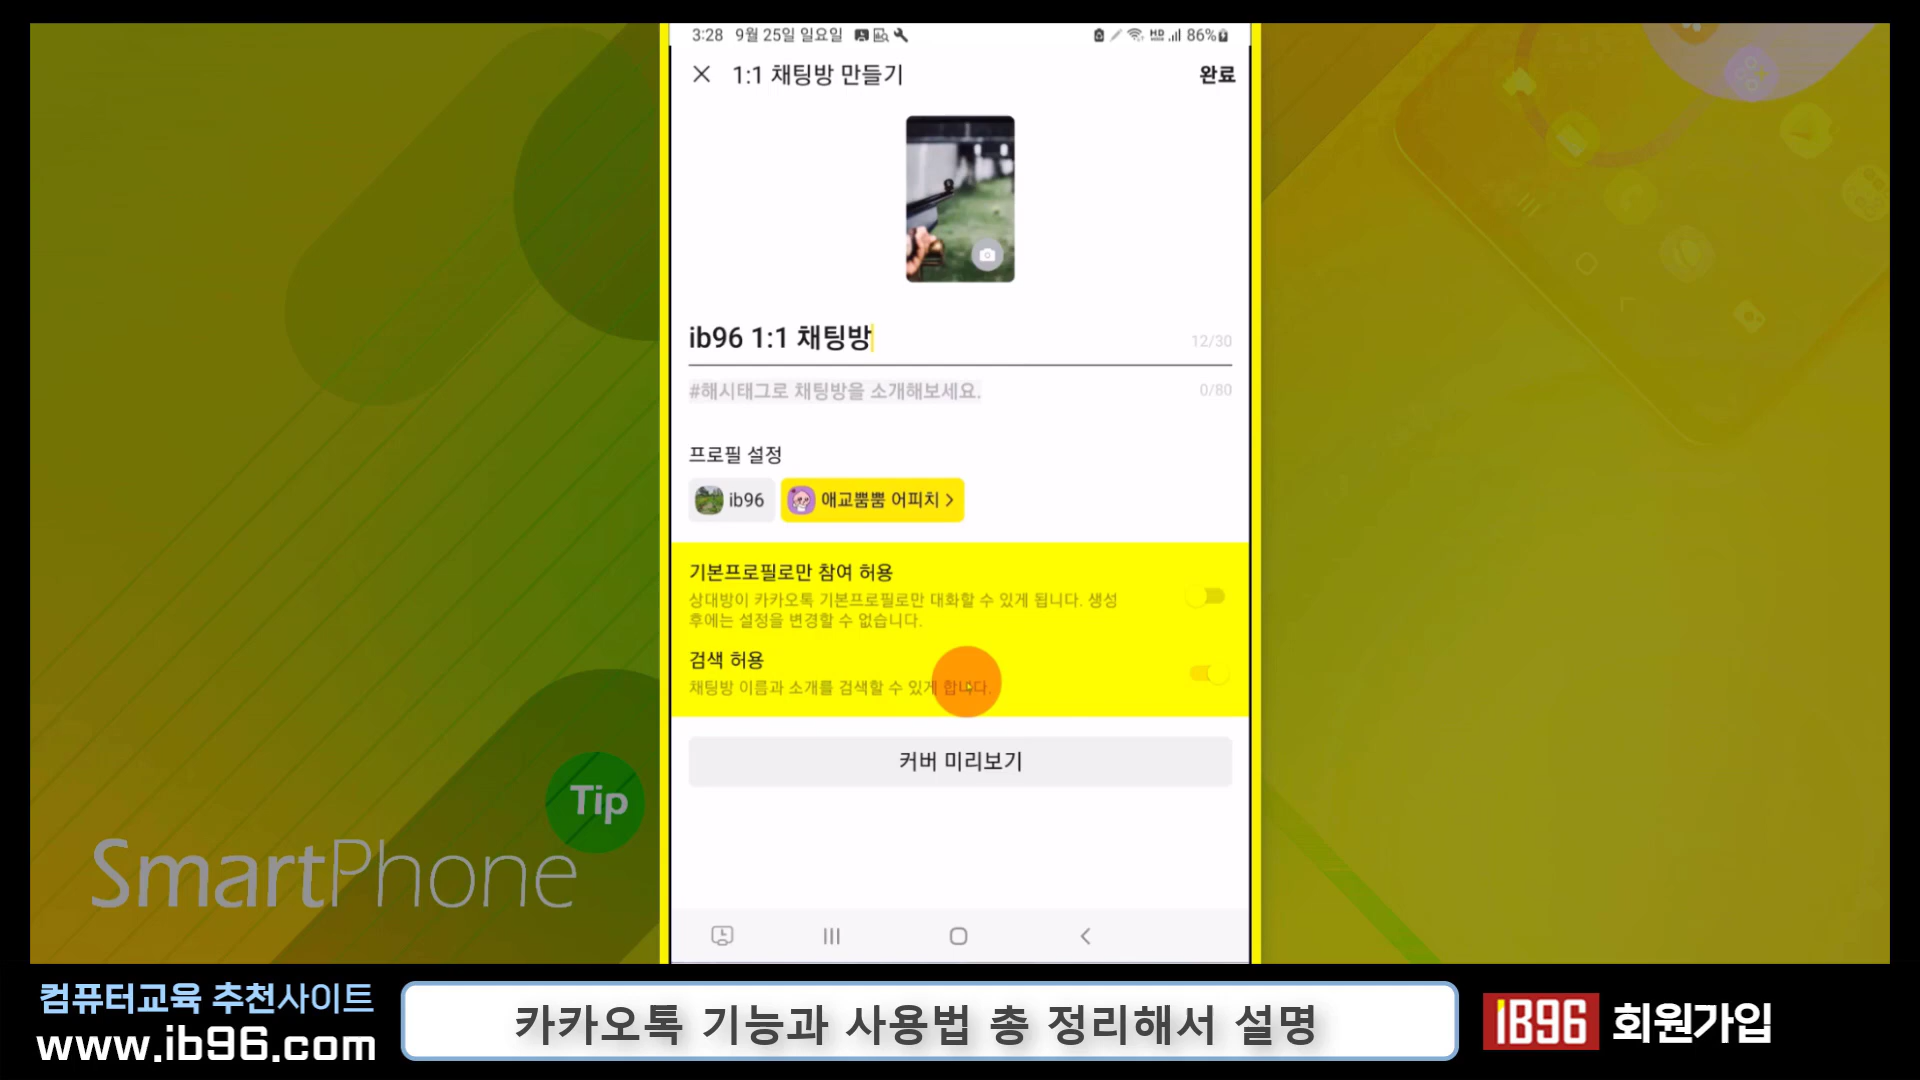 3:28 9월 25일 일요일
86%
1:1 채팅방 만들기
완료
ib96 1:1 채팅방
12/30
#해시태그로 채팅방을 소개해보세요.
0/80
프로필 설정
ib96
애교뿜뿜 어피치 >
기본프로필로만 참여 허용
상대방이 카카오톡 기본프로필로만 대화할 수 있게 됩니다. 생성
후에는 설정을 변경할 수 없습니다.
검색 허용
채팅방 이름과 소개를 검색할 수 있게 합니다.
커버 미리보기
Tip
SmartPhone
컴퓨터교육 추천사이트
www.ib96.com
카카오톡 기능과 사용법 총 정리해서 설명
IB96 회원가입